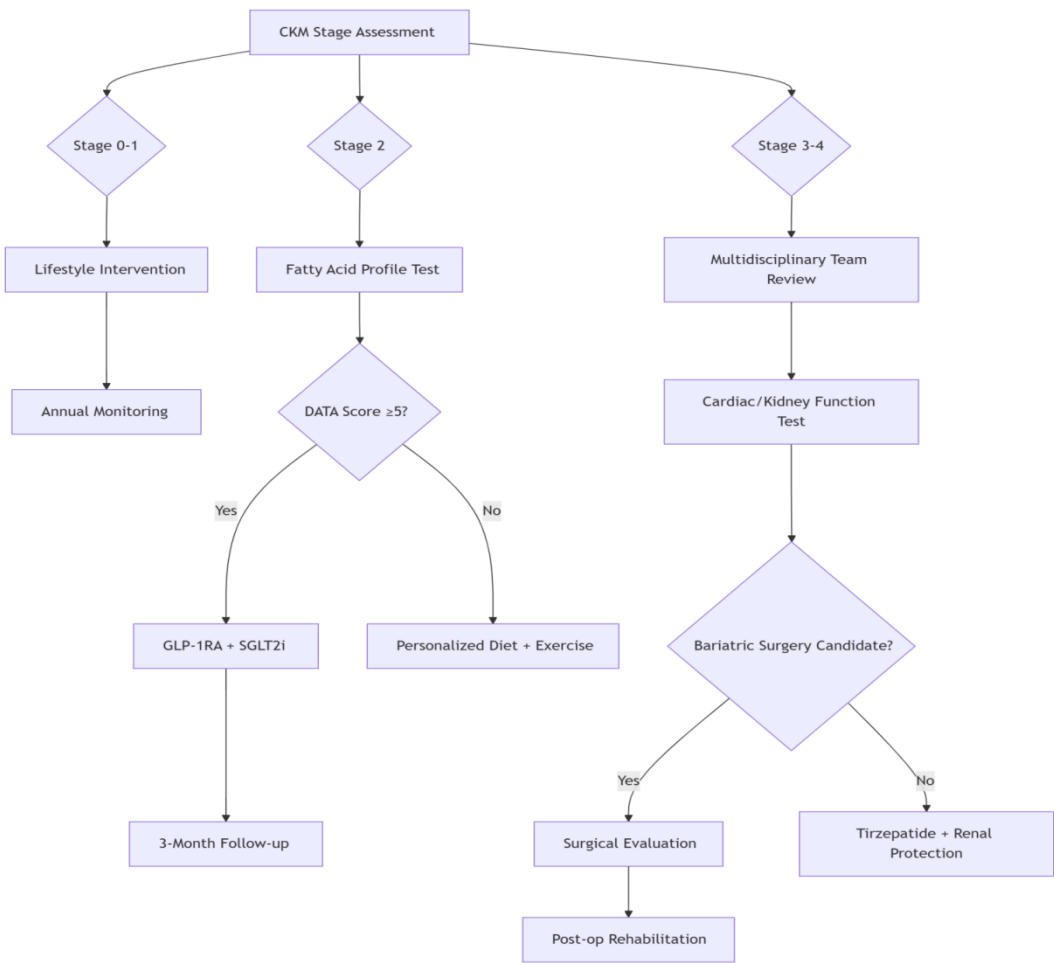 CKM Stage Assessment
Stage 0-1
Stage 2
Stage 3-4
Lifestyle Intervention
Fatty Acid Profile Test
Multidisciplinary Team
Review
Annual Monitoring
DATA Score ≥5?
Cardiac/Kidney Function
Test
Yes
No
GLP-1RA + SGLT2i
Personalized Diet + Exercise
Bariatric Surgery Candidate?
Yes
No
3-Month Follow-up
Surgical Evaluation
Tirzepatide + Renal
Protection
Post-op Rehabilitation